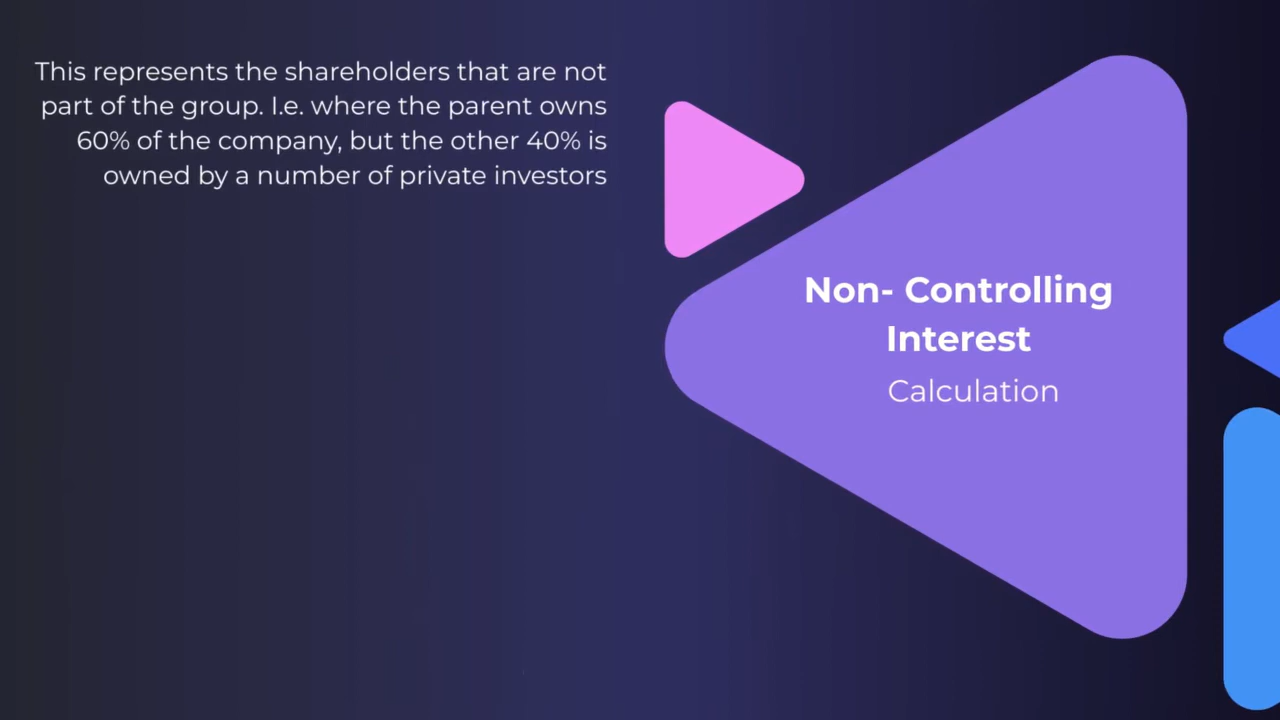 This represents the shareholders that are not
part of the group. I.e. where the parent owns
60% of the company, but the other 40% is
owned by a number of private investors
Non- Controlling
Interest
Calculation